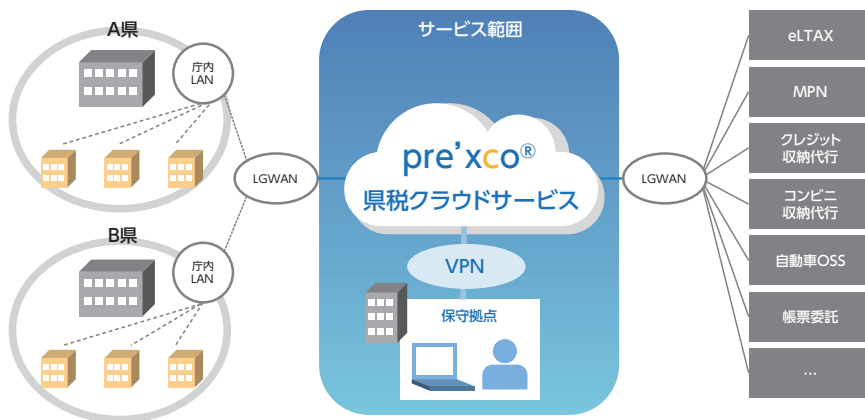 A県
庁内
LAN
B県
庁内
LAN
LGWAN
サービス範囲
pre’xco®
県税クラウドサービス
VPN
保守拠点
LGWAN
eLTAX
MPN
クレジット
収納代行
コンビニ
収納代行
自動車OSS
帳票委託
…